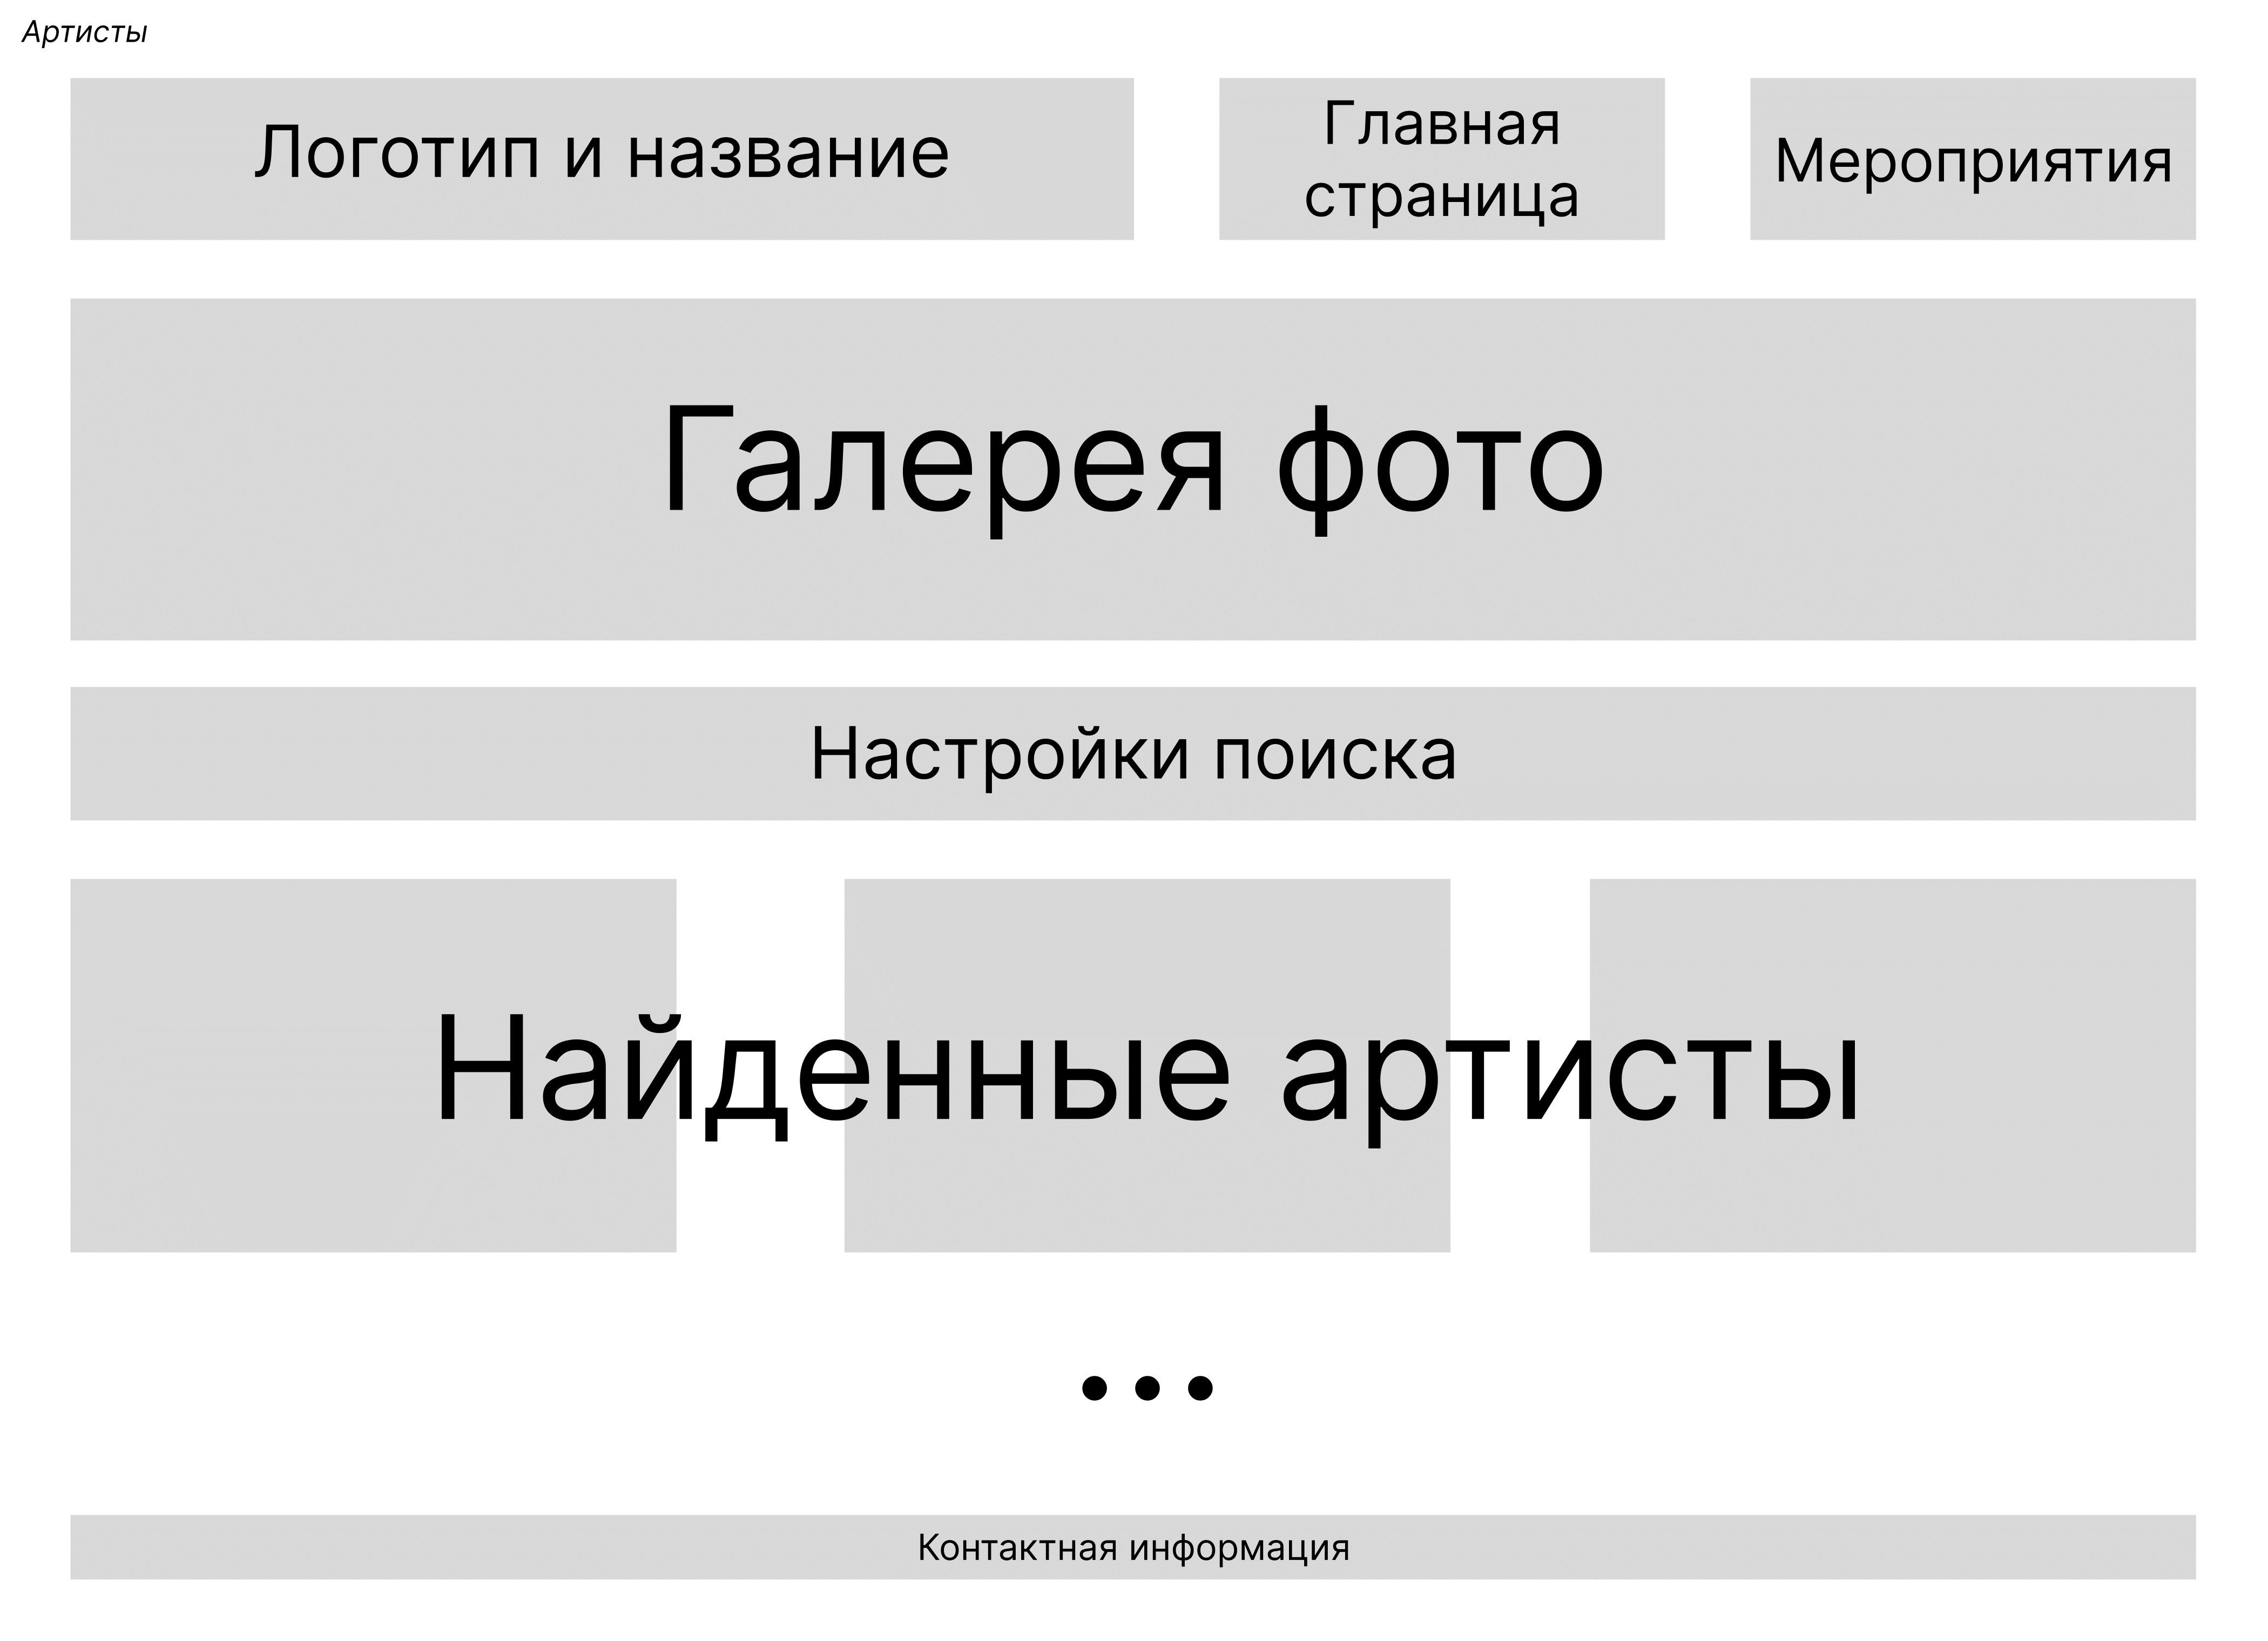 Артисты
Логотип и название
Главная
страница
Мероприятия
Галерея фото
Настройки поиска
Найденные артисты
...
Контактная информация